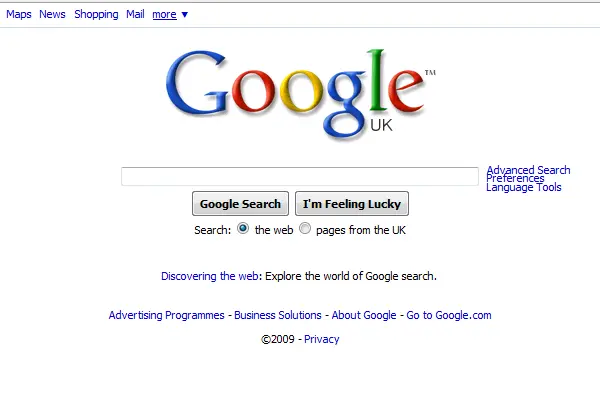 Maps News Shopping Mail more ▼
Google™
UK
Advanced Search
Preferences
Language Tools
Google Search I'm Feeling Lucky
Search: the web pages from the UK
Discovering the web: Explore the world of Google search.
Advertising Programmes - Business Solutions - About Google - Go to Google.com
©2009 - Privacy